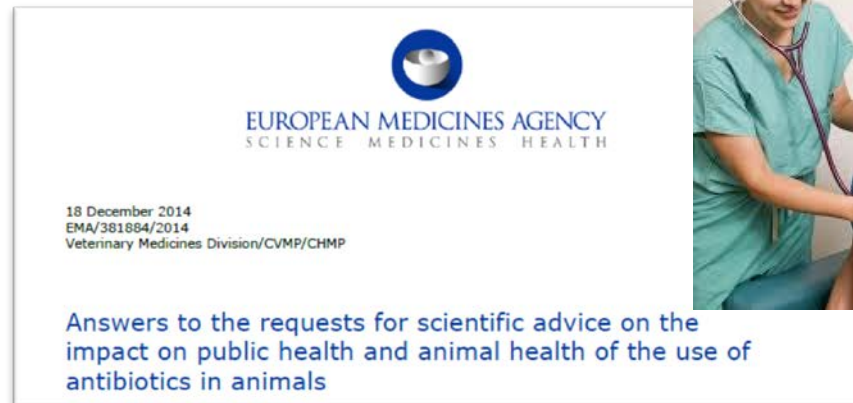 EUROPEAN MEDICINES AGENCY
SCIENCE MEDICINES HEALTH
18 December 2014
EMA/381884/2014
Veterinary Medicines Division/CVMP/CHMP
Answers to the requests for scientific advice on the
impact on public health and animal health of the use of
antibiotics in animals